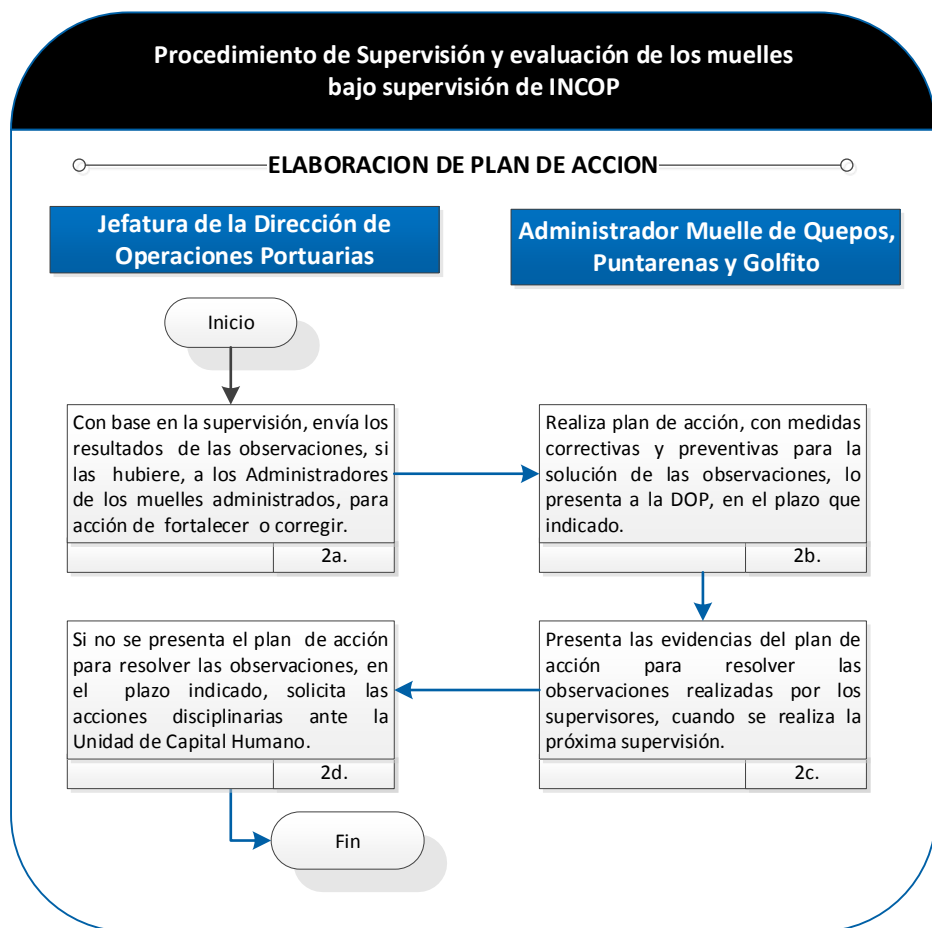 Procedimiento de Supervisión y evaluación de los muelles
bajo supervisión de INCOP
ELABORACION DE PLAN DE ACCION
Jefatura de la Dirección de
Operaciones Portuarias
Administrador Muelle de Quepos,
Puntarenas y Golfito
Inicio
Con base en la supervisión, envía los
resultados de las observaciones, si
las hubiere, a los Administradores
de los muelles administrados, para
acción de fortalecer o corregir.
2a.
Realiza plan de acción, con medidas
correctivas y preventivas para la
solución de las observaciones, lo
presenta a la DOP, en el plazo que
indicado.
2b.
Presenta las evidencias del plan de
acción para resolver las
observaciones realizadas por los
supervisores, cuando se realiza la
próxima supervisión.
2c.
Si no se presenta el plan de acción
para resolver las observaciones, en
el plazo indicado, solicita las
acciones disciplinarias ante la
Unidad de Capital Humano.
2d.
Fin